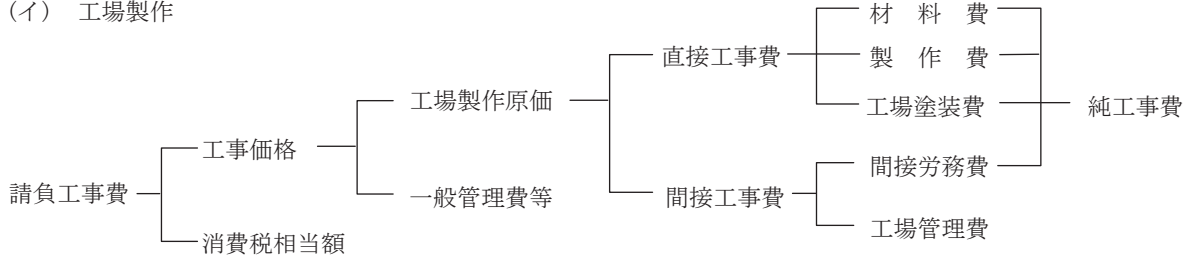 (イ) 工場製作
材料費
直接工事費
製作費
工場製作原価
工場塗装費
純工事費
工事価格
間接労務費
請負工事費
一般管理費等
間接工事費
工場管理費
消費税相当額